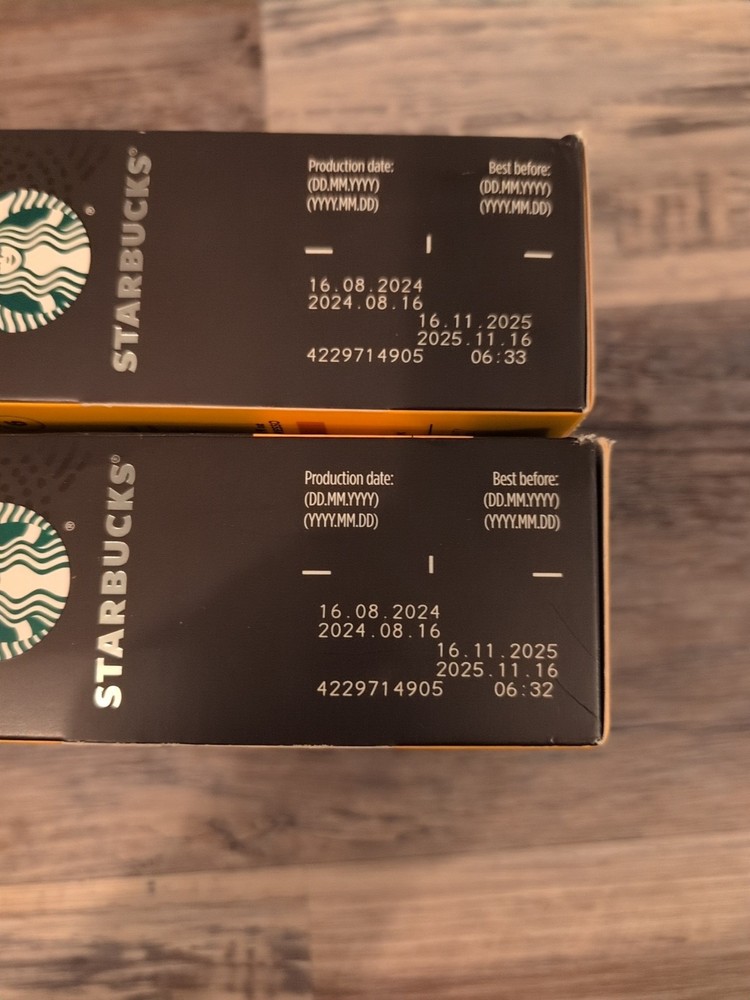 STARBUCKS®
®
Production date:
(DD.MM.YYYY)
(YYYY.MM.DD)
Best before:
(DD.MM.YYYY)
(YYYY.MM.DD)
16.08.2024
2024.08.16
16.11.2025
2025.11.16
4229714905 06:33
STARBUCKS®
®
Production date:
(DD.MM.YYYY)
(YYYY.MM.DD)
Best before:
(DD.MM.YYYY)
(YYYY.MM.DD)
16.08.2024
2024.08.16
16.11.2025
2025.11.16
4229714905 06:32